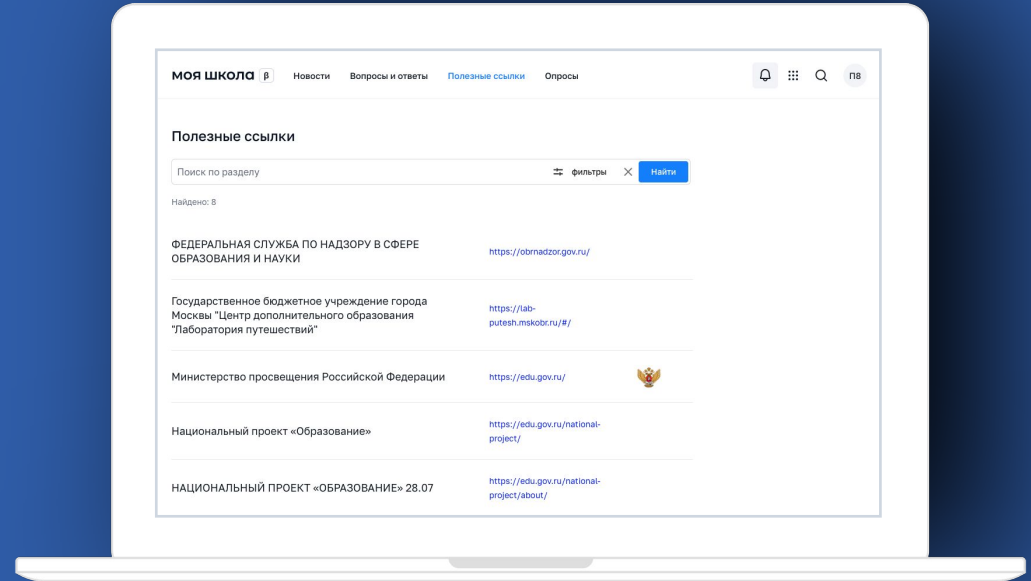 МОЯ ШКОЛА β Новости Вопросы и ответы Полезные ссылки Опросы П8
Полезные ссылки
Поиск по разделу фильтры Найти
Найдено: 8
ФЕДЕРАЛЬНАЯ СЛУЖБА ПО НАДЗОРУ В СФЕРЕ
ОБРАЗОВАНИЯ И НАУКИ
https://obrnadzor.gov.ru/
Государственное бюджетное учреждение города
Москвы "Центр дополнительного образования
"Лаборатория путешествий"
https://lab-
putesh.mskobr.ru/#/
Министерство просвещения Российской Федерации
https://edu.gov.ru/
Национальный проект «Образование»
https://edu.gov.ru/national-
project/
НАЦИОНАЛЬНЫЙ ПРОЕКТ «ОБРАЗОВАНИЕ» 28.07
https://edu.gov.ru/national-
project/about/